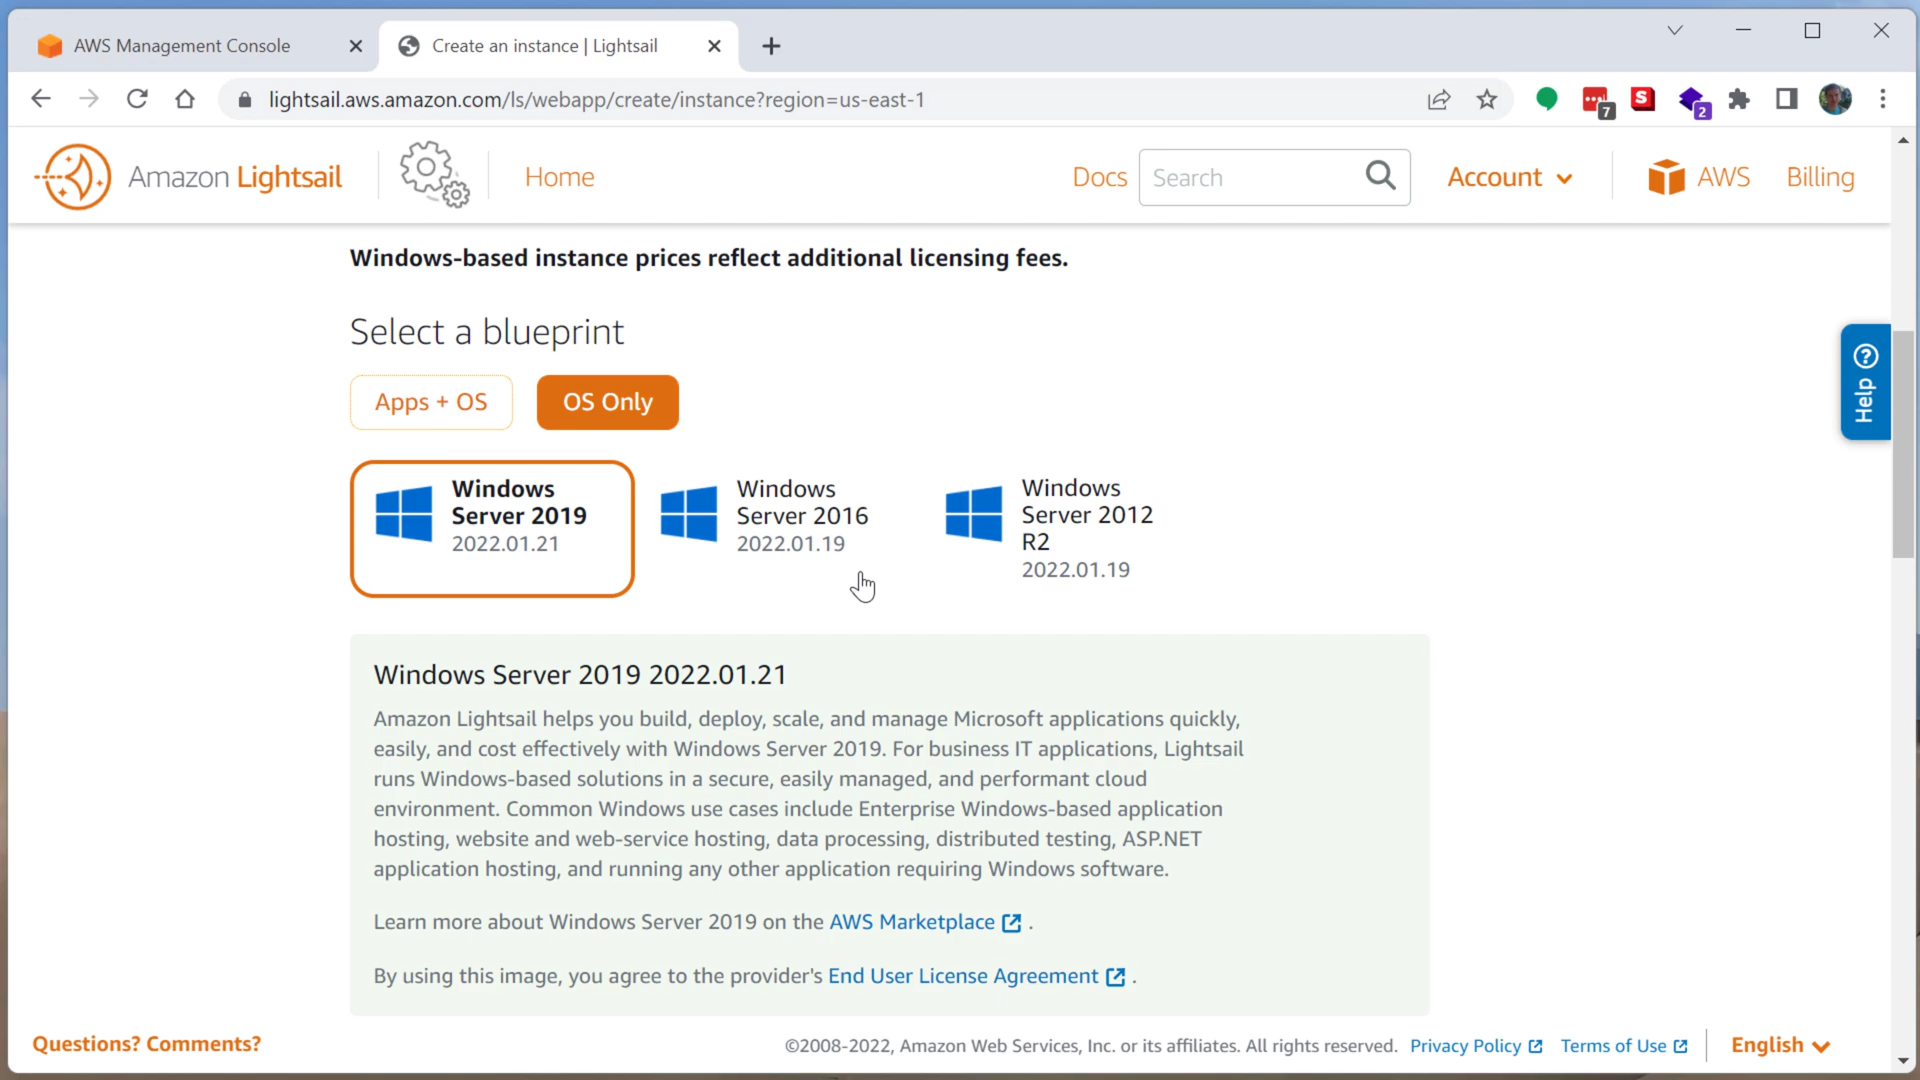 AWS Management Console
Create an instance | Lightsail
lightsail.aws.amazon.com/ls/webapp/create/instance?region=us-east-1
7
S
2
Amazon Lightsail
Home
Docs
Search
Account
AWS
Billing
Windows-based instance prices reflect additional licensing fees.
Select a blueprint
Apps + OS
OS Only
Windows
Server 2019
2022.01.21
Windows
Server 2016
2022.01.19
Windows
Server 2012
R2
2022.01.19
Help
Windows Server 2019 2022.01.21
Amazon Lightsail helps you build, deploy, scale, and manage Microsoft applications quickly,
easily, and cost effectively with Windows Server 2019. For business IT applications, Lightsail
runs Windows-based solutions in a secure, easily managed, and performant cloud
environment. Common Windows use cases include Enterprise Windows-based application
hosting, website and web-service hosting, data processing, distributed testing, ASP.NET
application hosting, and running any other application requiring Windows software.
Learn more about Windows Server 2019 on the AWS Marketplace .
By using this image, you agree to the provider's End User License Agreement .
Questions? Comments?
©2008-2022, Amazon Web Services, Inc. or its affiliates. All rights reserved.
Privacy Policy
Terms of Use
English